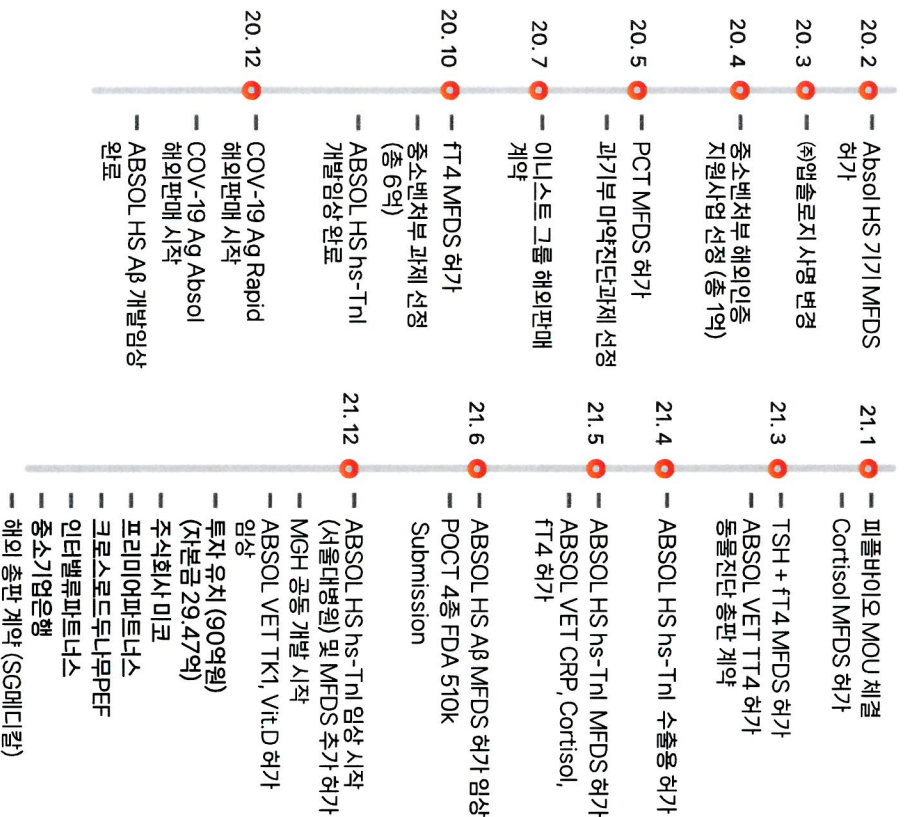 20. 2
– Absol HS 기기 MFDS
허가
20. 3
– ㈜앱솔로지 사명 변경
20. 4
– 중소벤처부 해외인증
지원사업 선정 (총 1억)
20. 5
– PCT MFDS 허가
– 과기부 마약진단과제 선정
20. 7
– 이니스트 그룹 해외판매
계약
20. 10
– fT4 MFDS 허가
– 중소벤처부 과제 선정
(총 6억)
– ABSOL HS hs-TnI
개발임상 완료
20. 12
– COV-19 Ag Rapid
해외판매 시작
– COV-19 Ag Absol
해외판매 시작
– ABSOL HS Aβ 개발임상
완료
21. 1
– 피플바이오 MOU 체결
– Cortisol MFDS 허가
21. 3
– TSH + fT4 MFDS 허가
– ABSOL VET TT4 허가
동물진단 총판 계약
21. 4
– ABSOL HS hs-TnI 수출용 허가
21. 5
– ABSOL HS hs-TnI MFDS 허가
– ABSOL VET CRP, Cortisol,
fT4 허가
21. 6
– ABSOL HS Aβ MFDS 허가 임상
– POCT 4종 FDA 510k
Submission
21. 12
– ABSOL HS hs-TnI 임상 시작
(서울대병원) 및 MFDS 추가 허가
– MGH 공동 개발 시작
– ABSOL VET TK1, Vit.D 허가
임상
– 투자 유치 (90억원)
(자본금 29.47억)
– 주식회사 미코
– 프리미어파트너스
– 크로스로드두나무PEF
– 인터밸류파트너스
– 중소기업은행
– 해외 총판 계약 (SG메디칼)